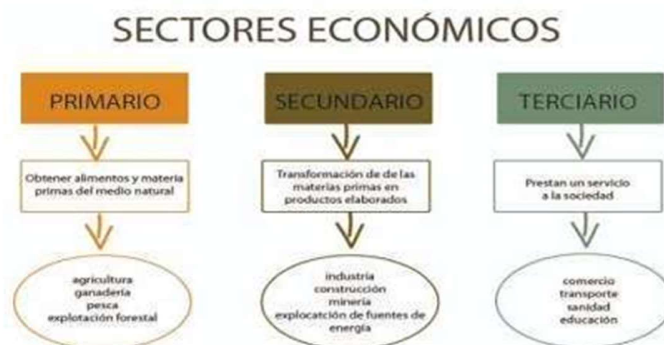 SECTORES ECONÓMICOS
PRIMARIO
Obtener alimentos y materia
primas del medio natural
agricultura
ganadería
pesca
explotación forestal
SECUNDARIO
Transformación de de las
materias primas en
productos elaborados
industria
construcción
minería
explocatción de fuentes de
energía
TERCIARIO
Prestan un servicio
a la sociedad
comercio
transporte
sanidad
educación